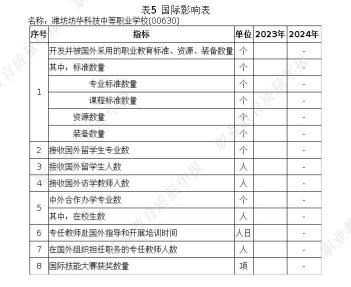 表5 国际影响表
名称：潍坊纺华科技中等职业学校(00630)
序号 指标 单位 2023年 2024年
1 开发并被国外采用的职业教育标准、资源、装备数量 个 -
其中，标准数量 个 -
专业标准数量 个 -
课程标准数量 个 -
资源数量 个 -
装备数量 个 -
2 接收国外留学生专业数 个 -
3 接收国外留学生人数 人 -
4 接收国外访学教师人数 人 -
5 中外合作办学专业数 个 -
其中，在校生数 人 -
6 专任教师赴国外指导和开展培训时间 人日 -
7 在国外组织担任职务的专任教师人数 人 -
8 国际技能大赛获奖数量 项 -